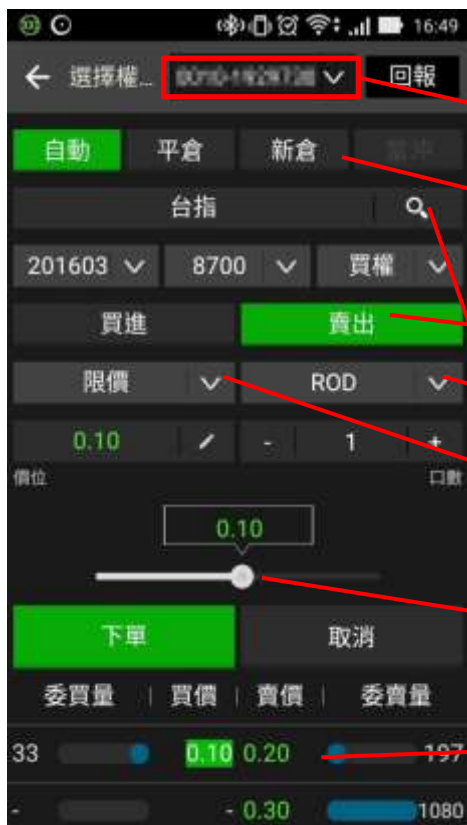 16:49
選擇權... 回報
自動 平倉 新倉
台指
201603 8700 買權
買進 賣出
限價 ROD
0.10 - 1 +
價位 口數
0.10
下單 取消
委買量 買價 賣價 委賣量
33 0.10 0.20 197
- - 0.30 1080